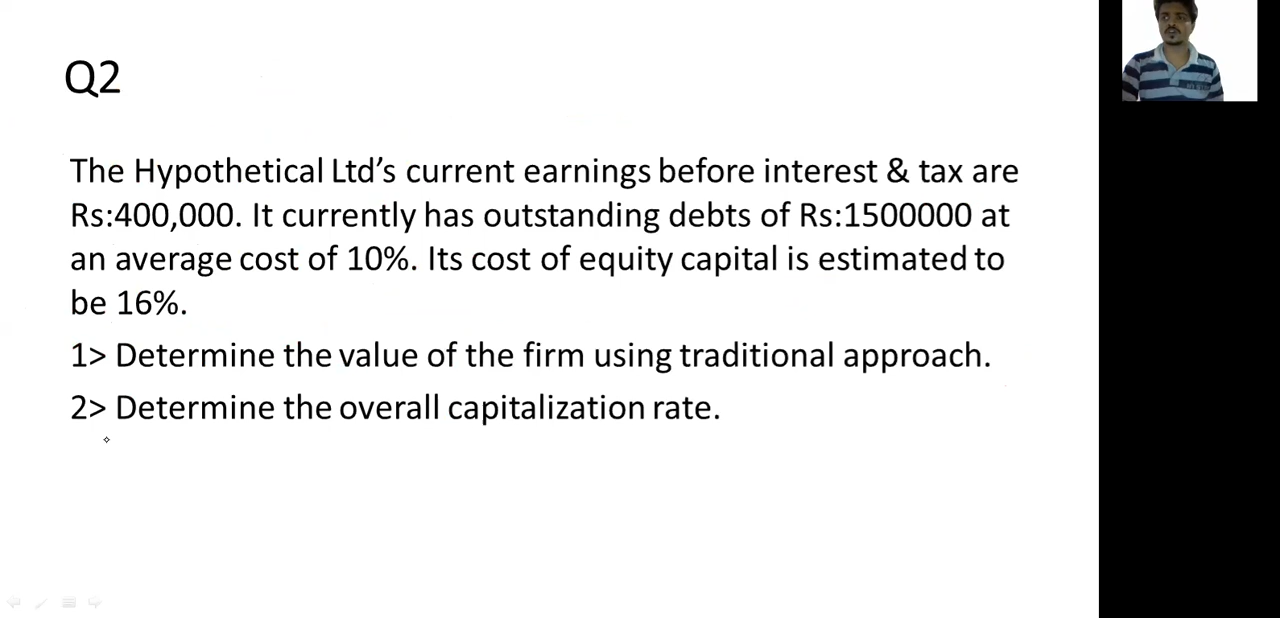 Q2
The Hypothetical Ltd’s current earnings before interest & tax are
Rs:400,000. It currently has outstanding debts of Rs:1500000 at
an average cost of 10%. Its cost of equity capital is estimated to
be 16%.
1> Determine the value of the firm using traditional approach.
2> Determine the overall capitalization rate.